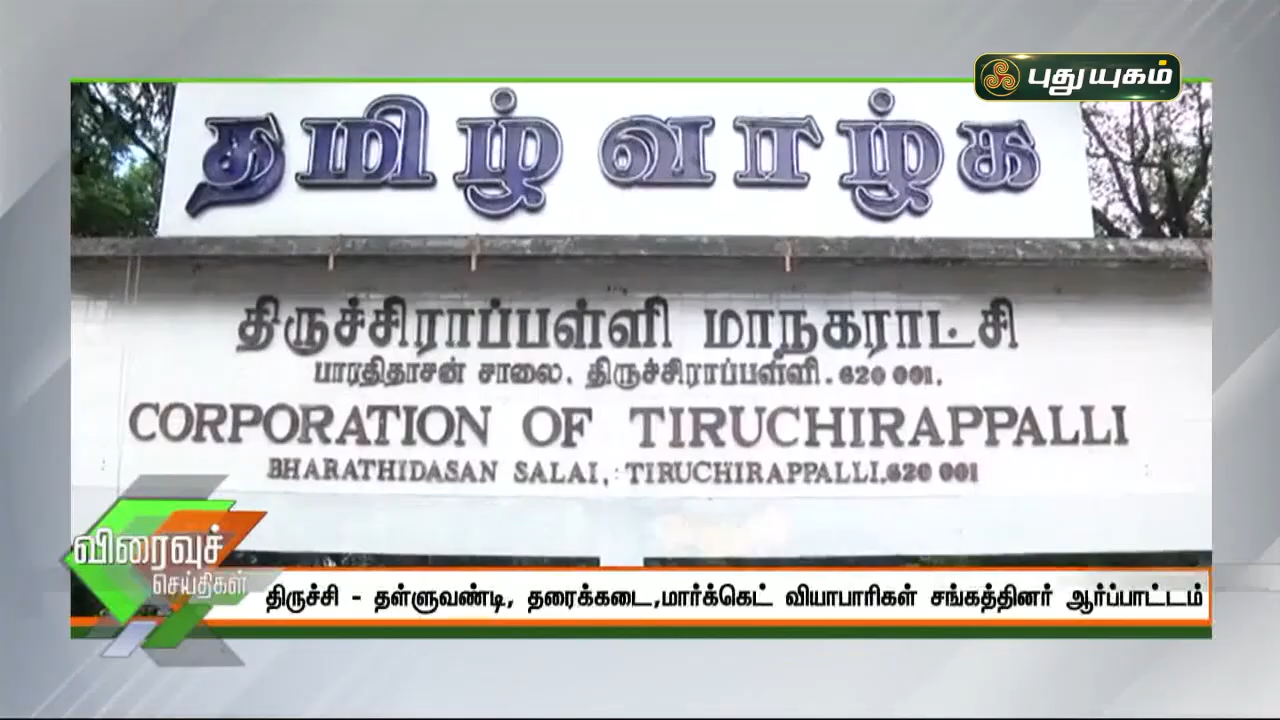 புதுயுகம்
தமிழ் வாழ்க
திருச்சிராப்பள்ளி மாநகராட்சி
பாரதிதாசன் சாலை. திருச்சிராப்பள்ளி. 620 001.
CORPORATION OF TIRUCHIRAPPALLI
BHARATHIDASAN SALAI, TIRUCHIRAPPALLI.620 001
விரைவுச்
செய்திகள்
திருச்சி - தள்ளுவண்டி, தரைக்கடை,மார்க்கெட் வியாபாரிகள் சங்கத்தினர் ஆர்ப்பாட்டம்